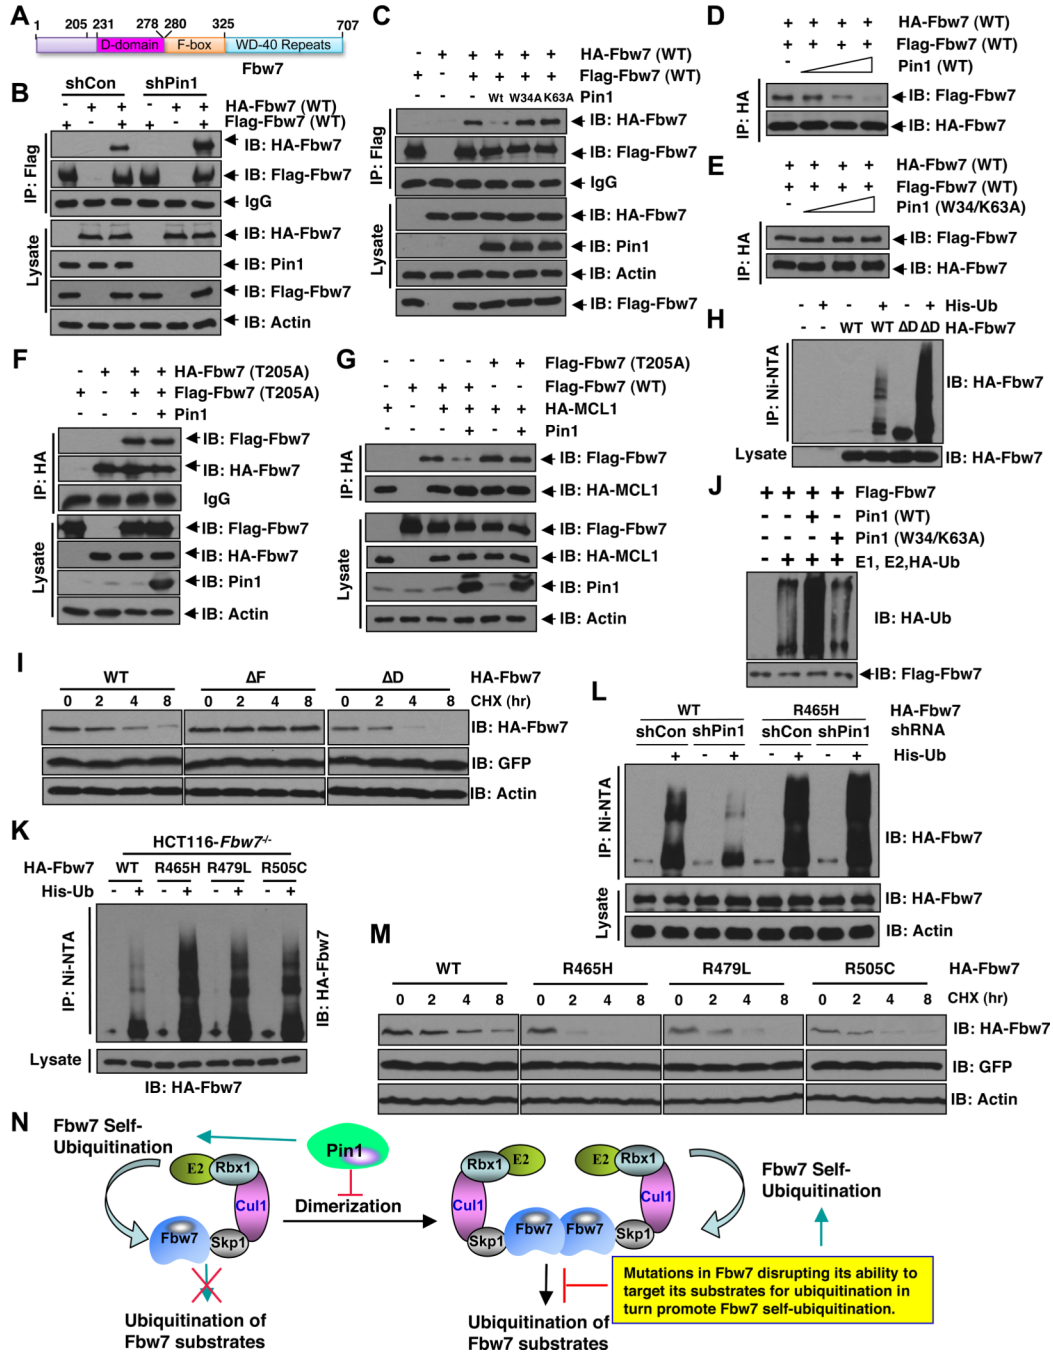 A
1 205 231 278 280 325 707
D-domain F-box WD-40 Repeats
Fbw7
B
shCon shPin1
- + + - + + HA-Fbw7 (WT)
+ - + + - + Flag-Fbw7 (WT)
IP: Flag
IB: HA-Fbw7
IB: Flag-Fbw7
IgG
Lysate
IB: HA-Fbw7
IB: Pin1
IB: Flag-Fbw7
IB: Actin
C
- + + + + + HA-Fbw7 (WT)
+ - + + + + Flag-Fbw7 (WT)
- - - Wt W34A K63A Pin1
IP: Flag
IB: HA-Fbw7
IB: Flag-Fbw7
IgG
Lysate
IB: HA-Fbw7
IB: Pin1
IB: Actin
IB: Flag-Fbw7
D
+ + + + HA-Fbw7 (WT)
+ + + + Flag-Fbw7 (WT)
- Pin1 (WT)
IP: HA
IB: Flag-Fbw7
IB: HA-Fbw7
E
+ + + + HA-Fbw7 (WT)
+ + + + Flag-Fbw7 (WT)
- Pin1 (W34/K63A)
IP: HA
IB: Flag-Fbw7
IB: HA-Fbw7
F
- + + + HA-Fbw7 (T205A)
+ - + + Flag-Fbw7 (T205A)
- - - + Pin1
IP: HA
IB: Flag-Fbw7
IB: HA-Fbw7
IgG
Lysate
IB: Flag-Fbw7
IB: HA-Fbw7
IB: Pin1
IB: Actin
G
- - - - + + Flag-Fbw7 (T205A)
- + + + - - Flag-Fbw7 (WT)
+ - + + + + HA-MCL1
- - - + - + Pin1
IP: HA
IB: Flag-Fbw7
IB: HA-MCL1
Lysate
IB: Flag-Fbw7
IB: HA-MCL1
IB: Pin1
IB: Actin
H
- + - + - + His-Ub
- - WT WT ΔD ΔD HA-Fbw7
IP: Ni-NTA
IB: HA-Fbw7
Lysate
IB: HA-Fbw7
J
+ + + + Flag-Fbw7
- - + - Pin1 (WT)
- - - + Pin1 (W34/K63A)
- + + + E1, E2,HA-Ub
IB: HA-Ub
IB: Flag-Fbw7
I
WT ΔF ΔD HA-Fbw7
0 2 4 8 0 2 4 8 0 2 4 8 CHX (hr)
IB: HA-Fbw7
IB: GFP
IB: Actin
L
WT R465H HA-Fbw7
shCon shPin1 shCon shPin1 shRNA
- + - + - + - + His-Ub
IP: Ni-NTA
IB: HA-Fbw7
Lysate
IB: HA-Fbw7
IB: Actin
K
HCT116-Fbw7-/-
HA-Fbw7 WT R465H R479L R505C
His-Ub - + - + - + - +
IP: Ni-NTA
IB: HA-Fbw7
Lysate
IB: HA-Fbw7
M
WT R465H R479L R505C HA-Fbw7
0 2 4 8 0 2 4 8 0 2 4 8 0 2 4 8 CHX (hr)
IB: HA-Fbw7
IB: GFP
IB: Actin
N
Fbw7 Self-
Ubiquitination
Pin1
E2 Rbx1
Cul1
Fbw7 Skp1
Dimerization
Ubiquitination of
Fbw7 substrates
Rbx1 E2 E2 Rbx1
Cul1 Cul1
Skp1 Fbw7 Fbw7 Skp1
Ubiquitination of
Fbw7 substrates
Fbw7 Self-
Ubiquitination
Mutations in Fbw7 disrupting its ability to
target its substrates for ubiquitination in
turn promote Fbw7 self-ubiquitination.